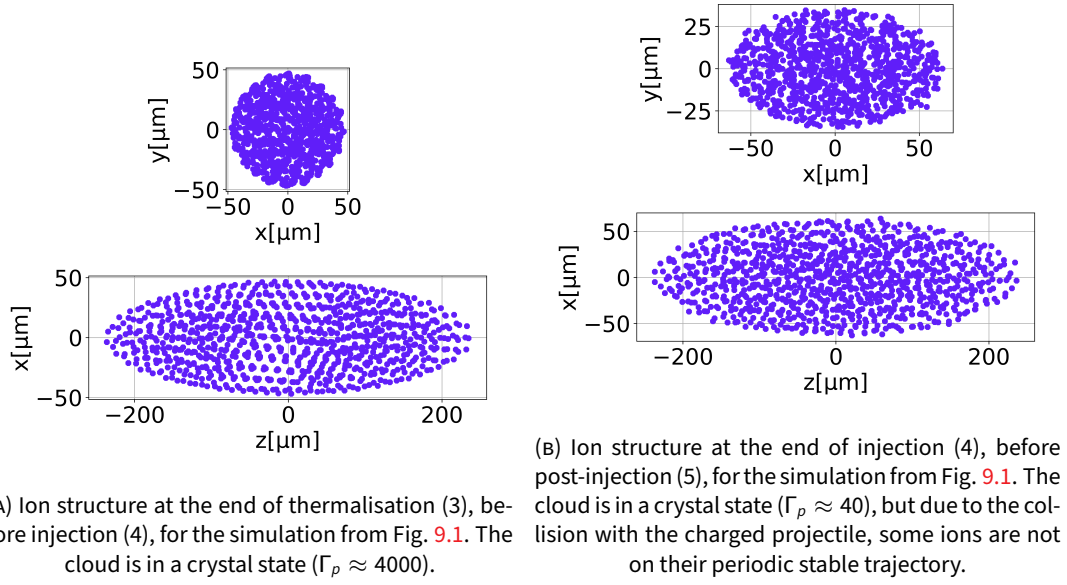 50
0
−50
y[µm]
−50 0 50
x[µm]
50
0
−50
x[µm]
−200 0 200
z[µm]
A) Ion structure at the end of thermalisation (3), be-
ore injection (4), for the simulation from Fig. 9.1. The
cloud is in a crystal state (Γp ≈ 4000).
25
0
−25
y[µm]
−50 0 50
x[µm]
50
0
−50
x[µm]
−200 0 200
z[µm]
(B) Ion structure at the end of injection (4), before
post-injection (5), for the simulation from Fig. 9.1. The
cloud is in a crystal state (Γp ≈ 40), but due to the col-
lision with the charged projectile, some ions are not
on their periodic stable trajectory.